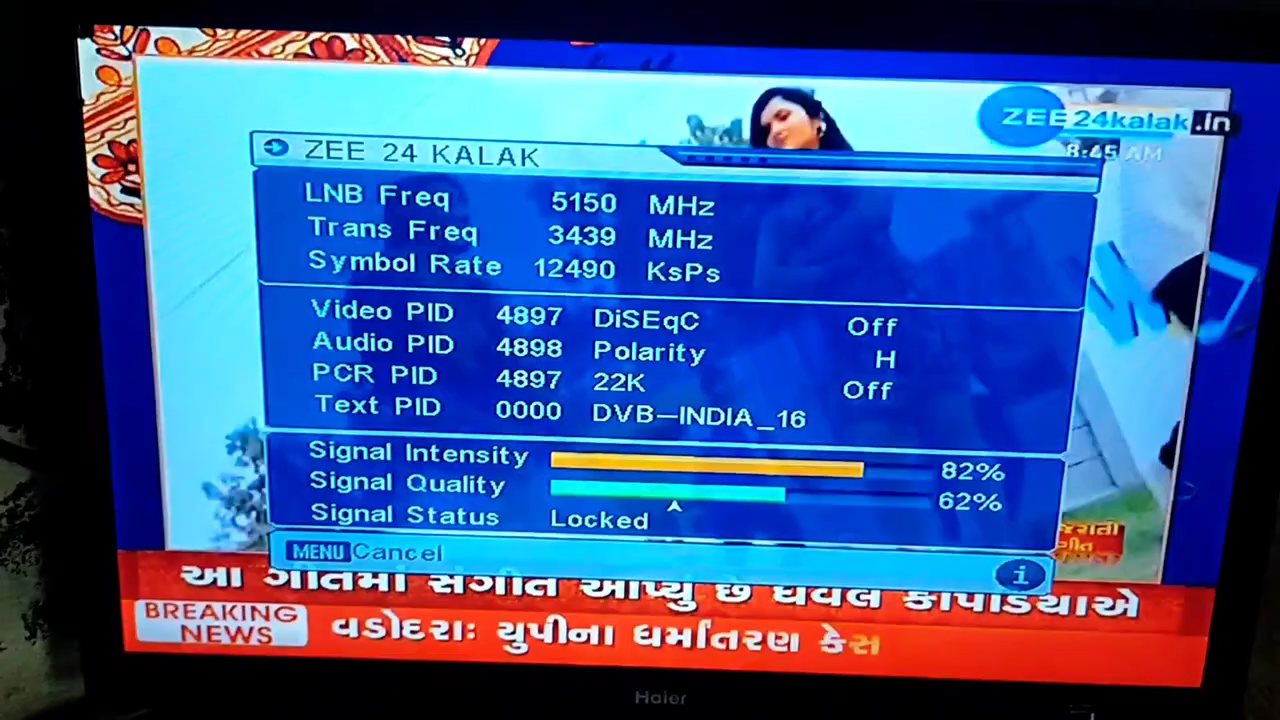 ZEE 24kalak.in
8:45 AM
ZEE 24 KALAK
LNB Freq 5150 MHz
Trans Freq 3439 MHz
Symbol Rate 12490 KsPs
Video PID 4897 DiSEqC Off
Audio PID 4898 Polarity H
PCR PID 4897 22K Off
Text PID 0000 DVB-INDIA_16
Signal Intensity 82%
Signal Quality 62%
Signal Status Locked
MENU Cancel i
આ ગીતમાં સંગીત આપ્યુ છે ધવલ કાપડિયાએ
BREAKING NEWS
વડોદરાઃ યુપીના ધર્માંતરણ કેસ
Haier